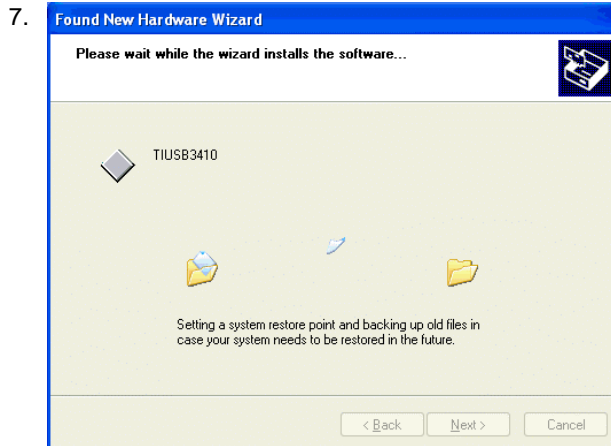 7.
Found New Hardware Wizard
Please wait while the wizard installs the software...
TIUSB3410
Setting a system restore point and backing up old files in
case your system needs to be restored in the future.
< Back Next > Cancel